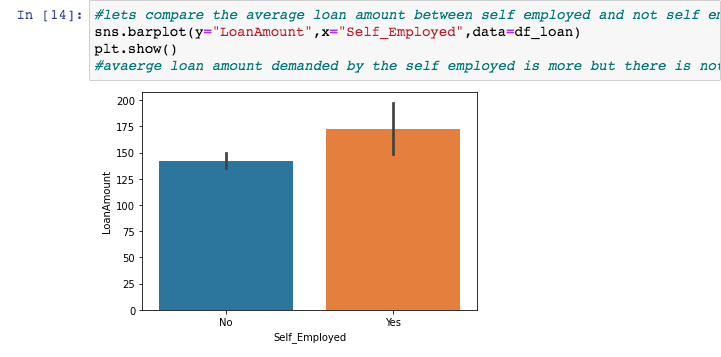 In [14]: #lets compare the average loan amount between self employed and not self
sns.barplot(y="LoanAmount",x="Self_Employed",data=df_loan)
plt.show()
#avaerge loan amount demanded by the self employed is more but there is
200
175
150
125
100
75
50
25
0
LoanAmount
No Yes
Self_Employed